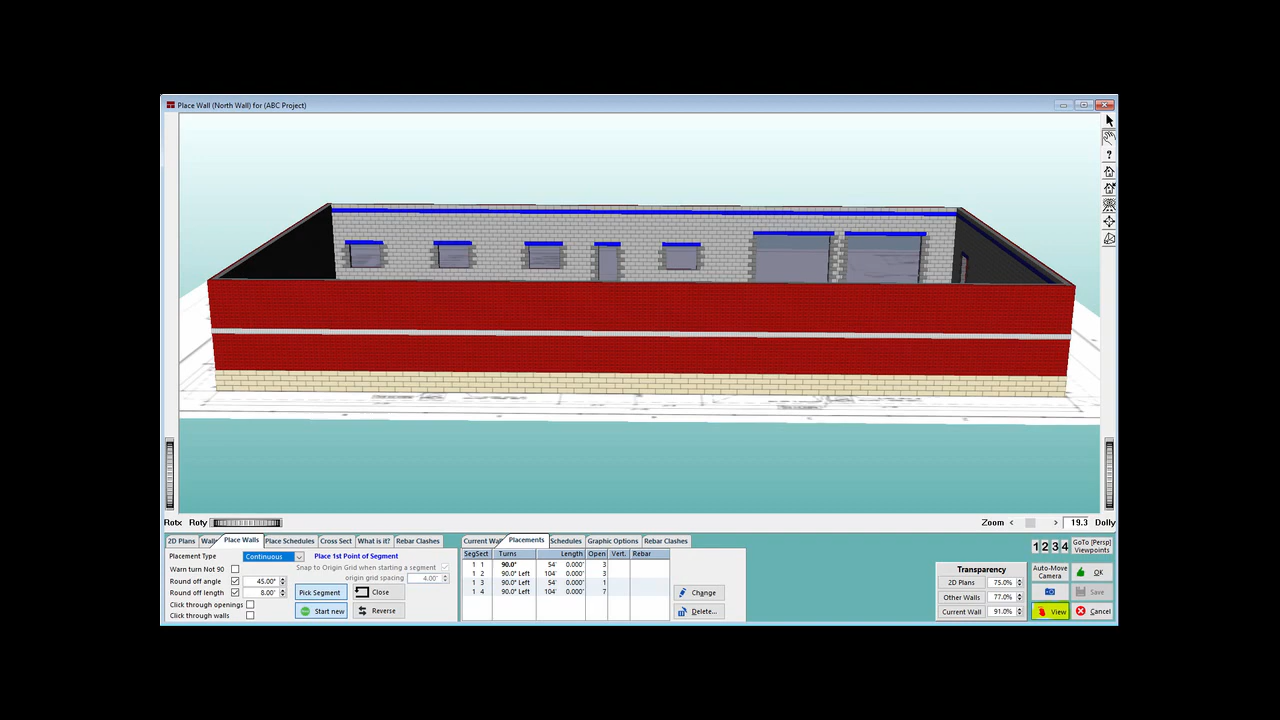 Place Wall (North Wall) for (ABC Project)
?
Rotx Roty Zoom < > 19.3 Dolly
2D Plans Walls Place Walls Place Schedules Cross Sect What is it? Rebar Clashes
Placement Type Continuous Place 1st Point of Segment
Warn turn Not 90 Snap to Origin Grid when starting a segment
origin grid spacing 4.00'
Round off angle 45.00°
Round off length 8.00' Pick Segment Close
Click through openings
Click through walls Start new Reverse
Current Wall Placements Schedules Graphic Options Rebar Clashes
Seg Sect Turns Length Open Vert. Rebar
1 1 90.0° 54' 0.000" 3
1 2 90.0° Left 104' 0.000" 3
1 3 90.0° Left 54' 0.000" 1
1 4 90.0° Left 104' 0.000" 7
Change
Delete...
1 2 3 4 GoTo [Persp] Viewpoints
Transparency
2D Plans 75.0%
Other Walls 77.0%
Current Wall 91.0%
Auto-Move Camera
OK
Save
View
Cancel